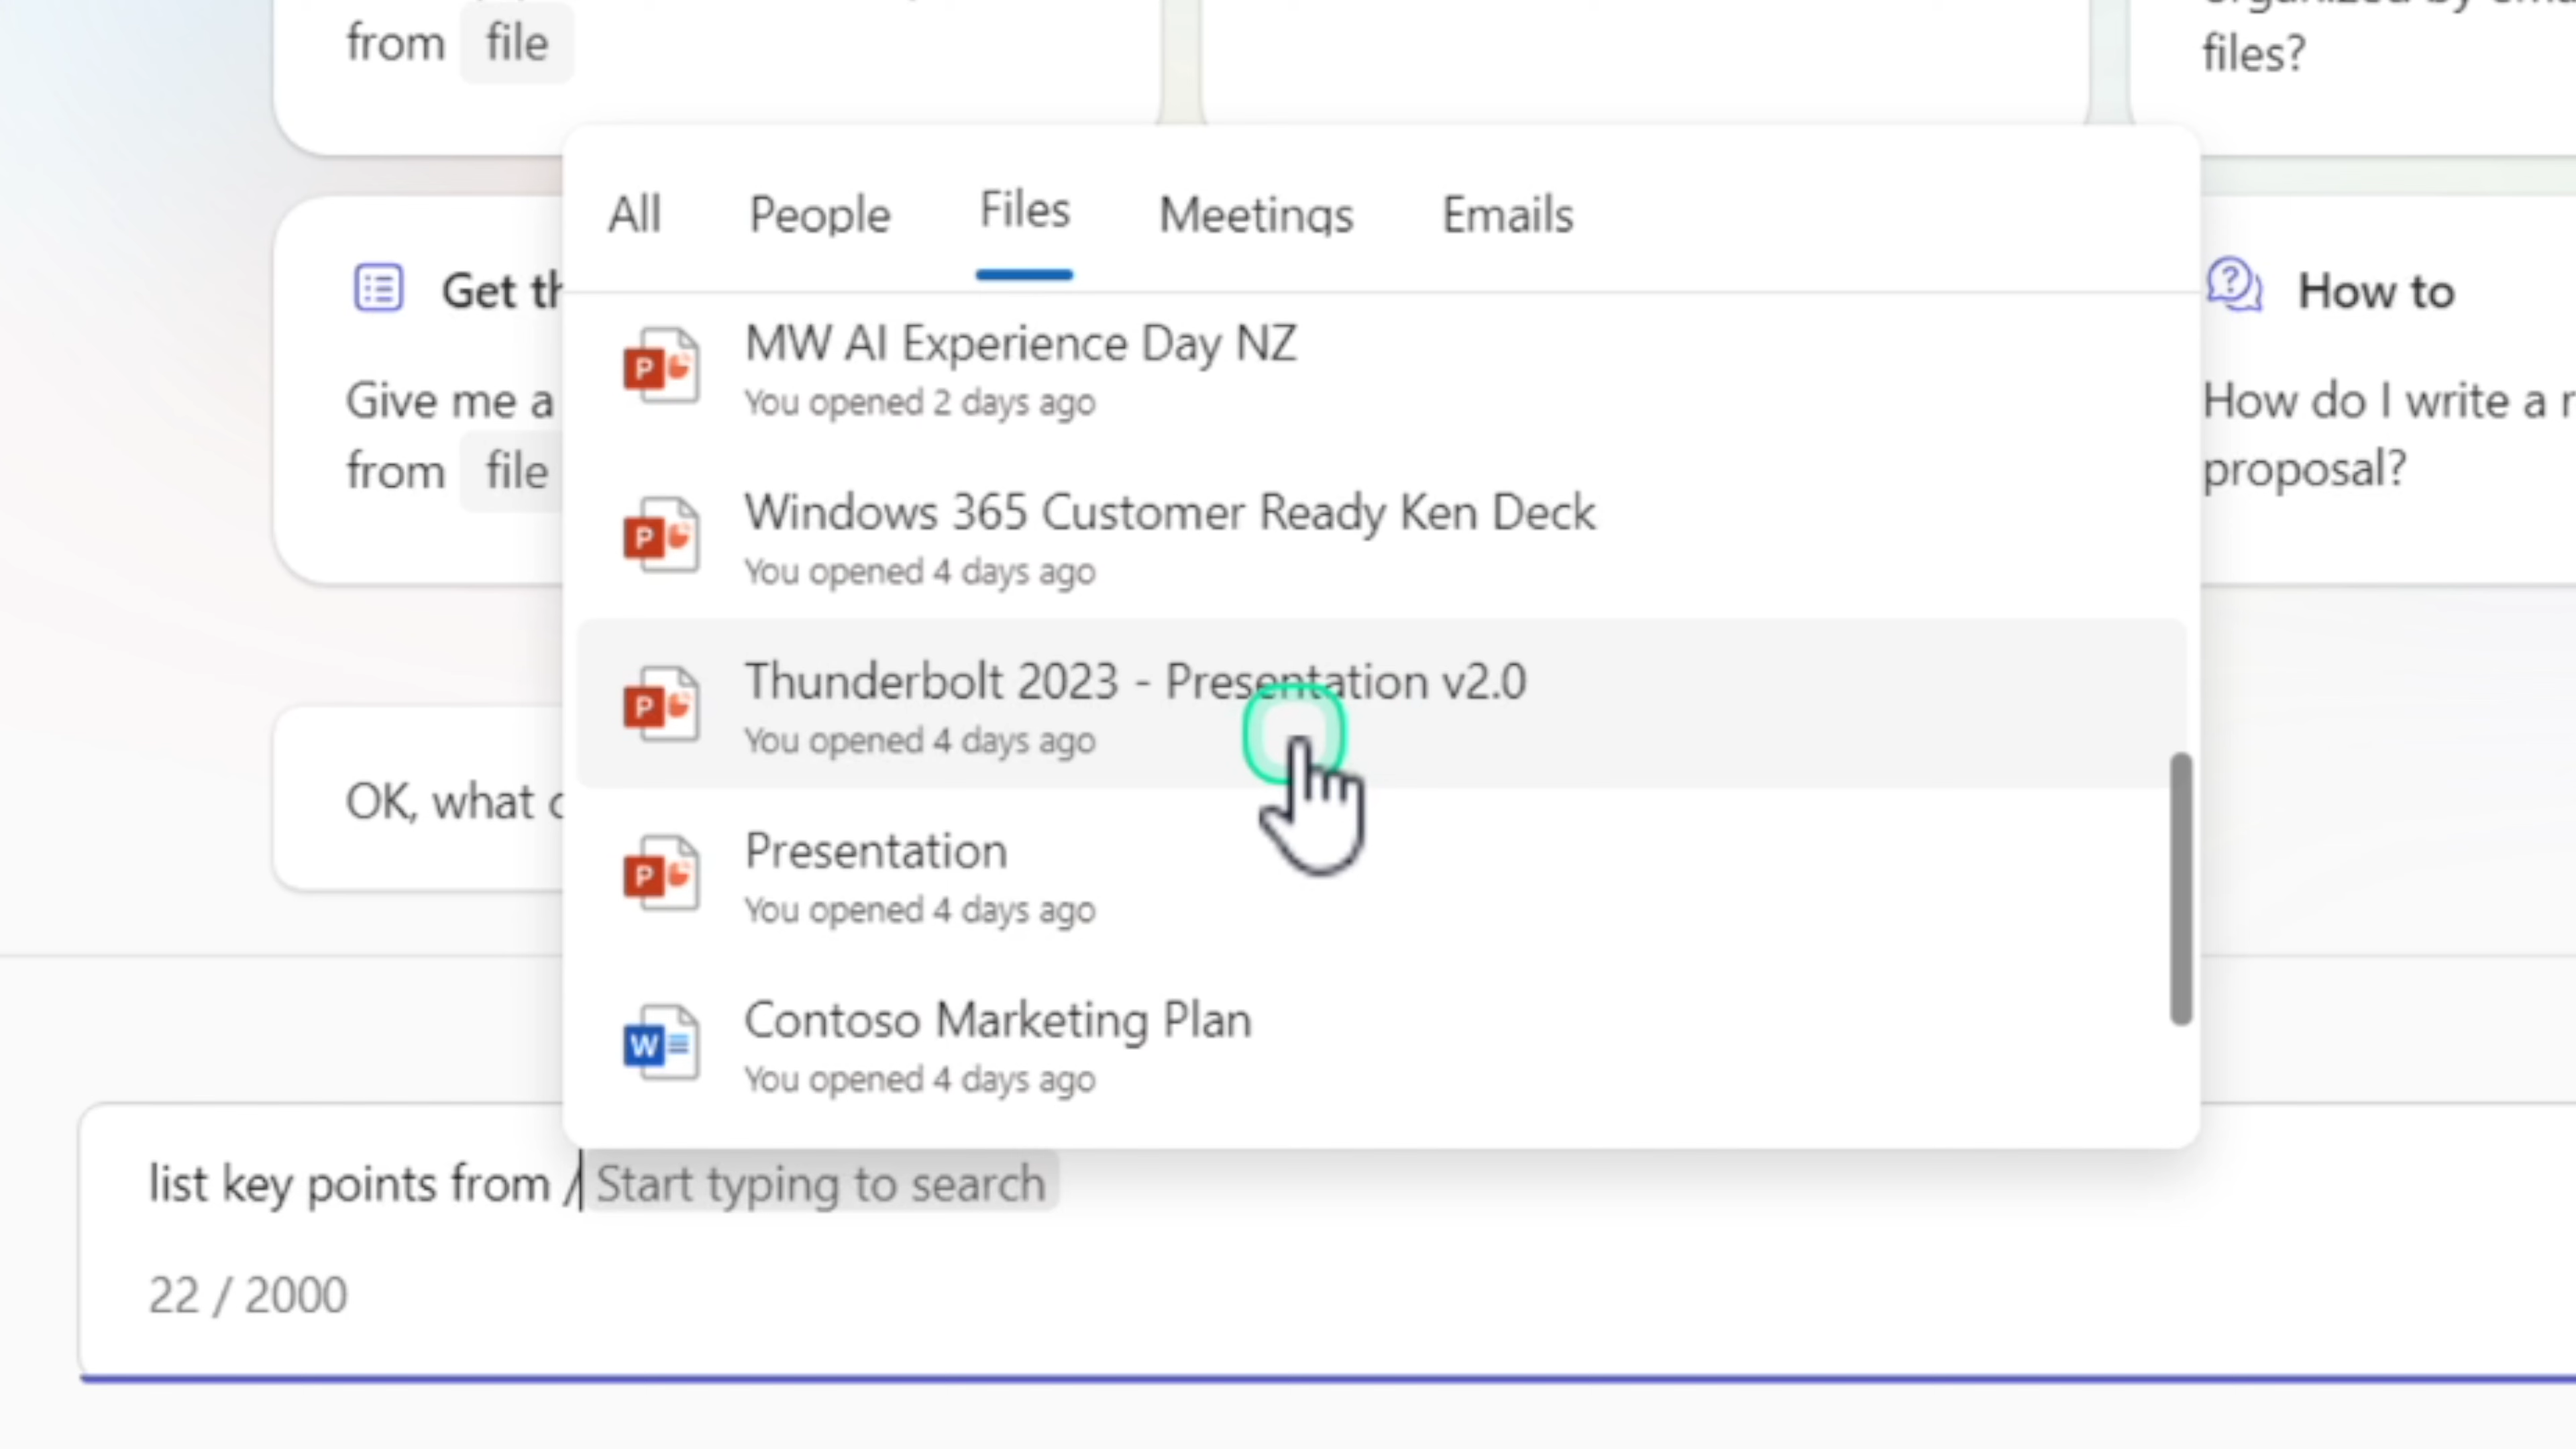 from file
files?
All People Files Meetings Emails
Get
How to
MW AI Experience Day NZ
You opened 2 days ago
Give me a
from file
How do I write a
proposal?
Windows 365 Customer Ready Ken Deck
You opened 4 days ago
Thunderbolt 2023 - Presentation v2.0
You opened 4 days ago
OK, what
Presentation
You opened 4 days ago
Contoso Marketing Plan
You opened 4 days ago
list key points from / Start typing to search
22 / 2000